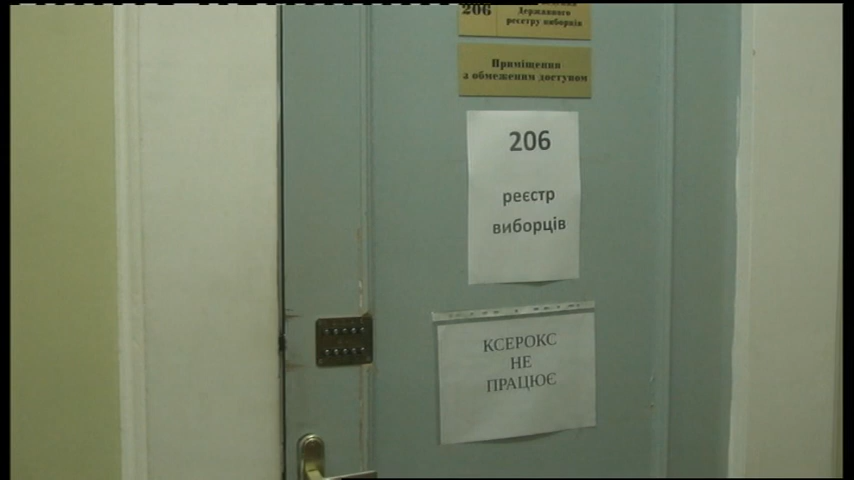 206
Державного
реєстру виборців
Приміщення
з обмеженим доступом
206
реєстр
виборців
КСЕРОКС
НЕ
ПРАЦЮЄ